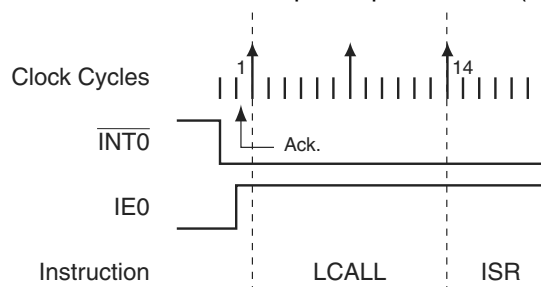 1 14
Clock Cycles
INT0
Ack.
IE0
Instruction LCALL ISR